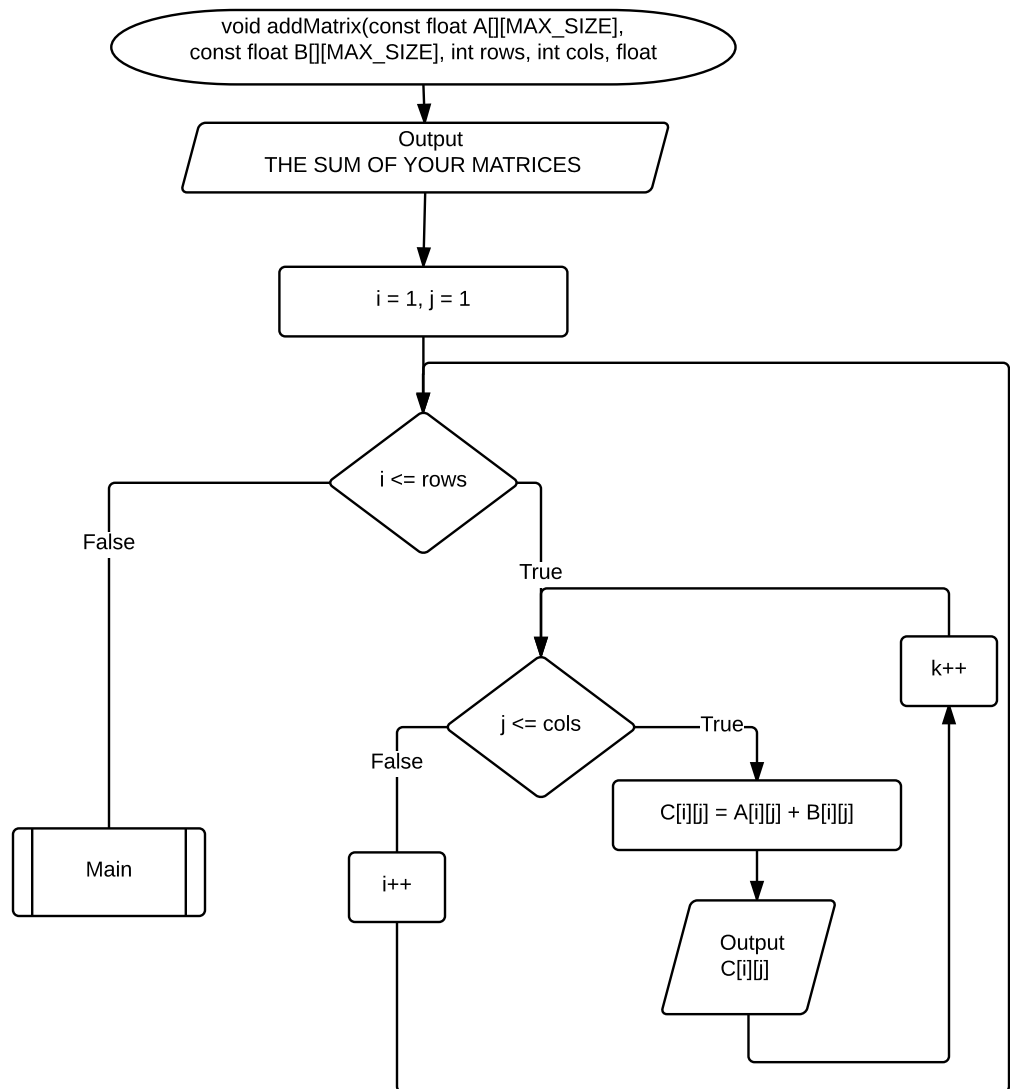 void addMatrix(const float A[][MAX_SIZE],
const float B[][MAX_SIZE], int rows, int cols, float
Output
THE SUM OF YOUR MATRICES
i = 1, j = 1
i <= rows
False
True
k++
j <= cols
True
False
C[i][j] = A[i][j] + B[i][j]
Main
i++
Output
C[i][j]